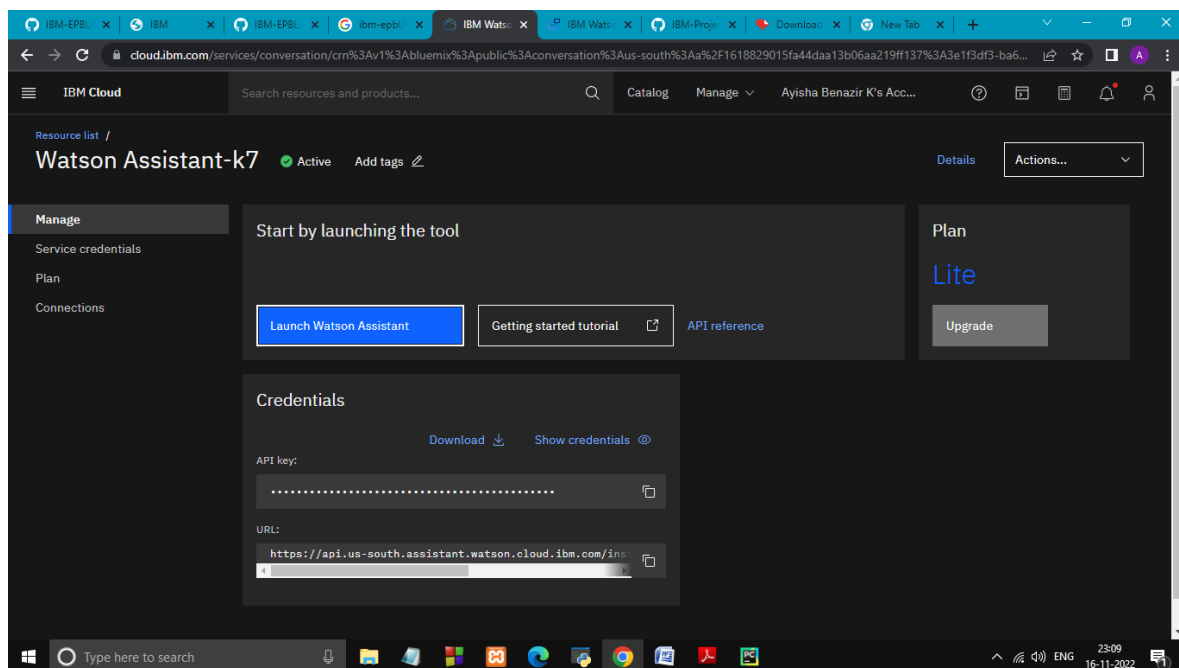 IBM-EPBL/
IBM
IBM-EPBL/
ibm-epbl/
IBM Watso
IBM Watso
IBM-Proje
Download
New Tab
cloud.ibm.com/services/conversation/crn%3Av1%3Abluemix%3Apublic%3Aconversation%3Aus-south%3Aa%2F1618829015fa44daa13b06aa219ff137%3A3e1f3df3-ba6...
A
IBM Cloud
Search resources and products...
Catalog
Manage
Ayisha Benazir K's Acc...
Resource list /
Watson Assistant-k7
Active
Add tags
Details
Actions...
Manage
Service credentials
Plan
Connections
Start by launching the tool
Launch Watson Assistant
Getting started tutorial
API reference
Plan
Lite
Upgrade
Credentials
Download
Show credentials
API key:
URL:
https://api.us-south.assistant.watson.cloud.ibm.com/ins
Type here to search
PC
ENG
23:09
16-11-2022
1